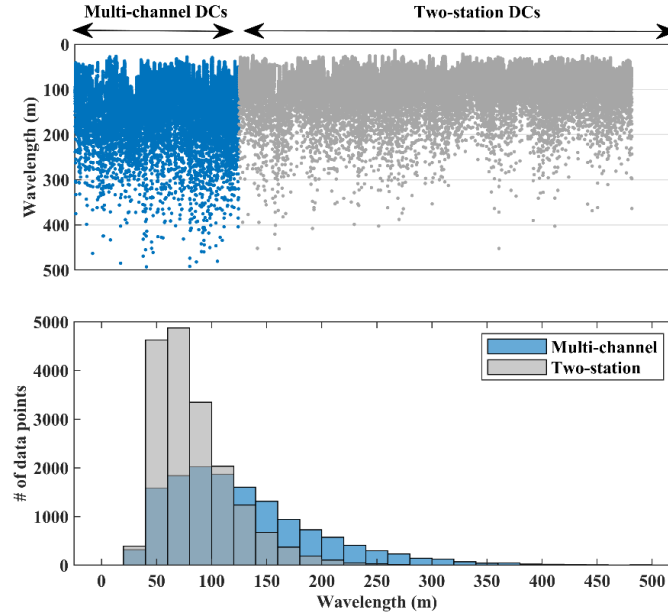 Multi-channel DCs
Two-station DCs
0
100
200
300
400
500
Wavelength (m)
5000
4000
3000
2000
1000
0
# of data points
Multi-channel
Two-station
0 50 100 150 200 250 300 350 400 450 500
Wavelength (m)